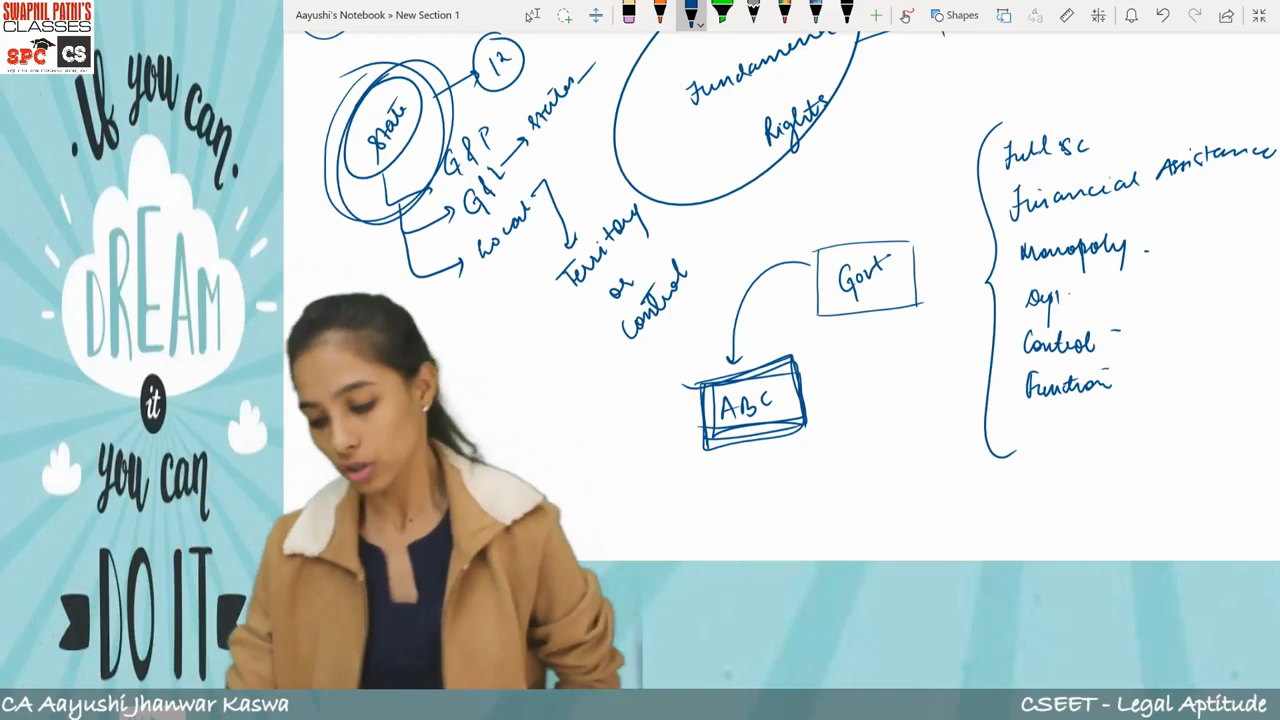 SWAPNIL PATNI'S
CLASSES
SPC CS
Aayushi's Notebook » New Section 1
Shapes
If you can.
DREAM
it
you can
DO IT
State
12
G&P
G&L → States
Local
Territory
or
control
Fundamental
Rights
Govt
ABC
Full SC
Financial Assistance
Monopoly.
Control
Function
CA Aayushi Jhanwar Kaswa
CSEET - Legal Aptitude